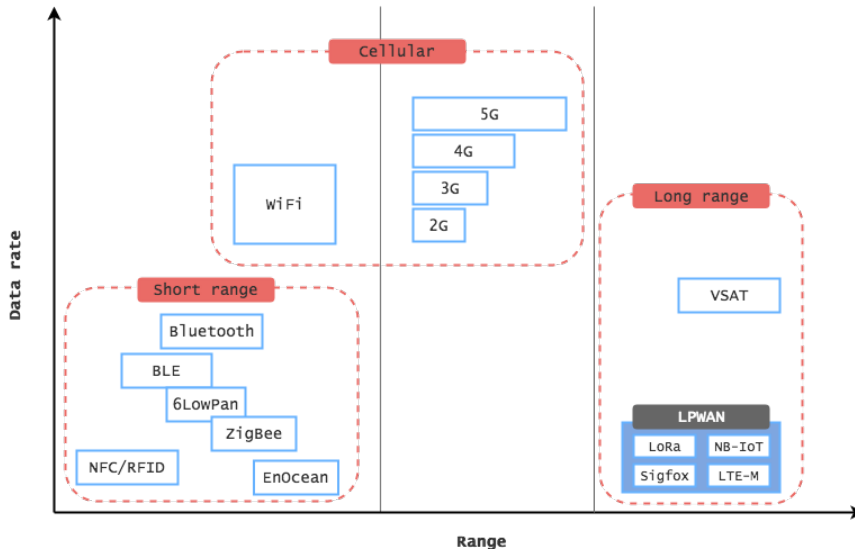 Cellular
5G
4G
3G
2G
WiFi
Long range
VSAT
LPWAN
LoRa NB-IoT
Sigfox LTE-M
Short range
Bluetooth
BLE
6LowPan
ZigBee
NFC/RFID
EnOcean
Data rate
Range